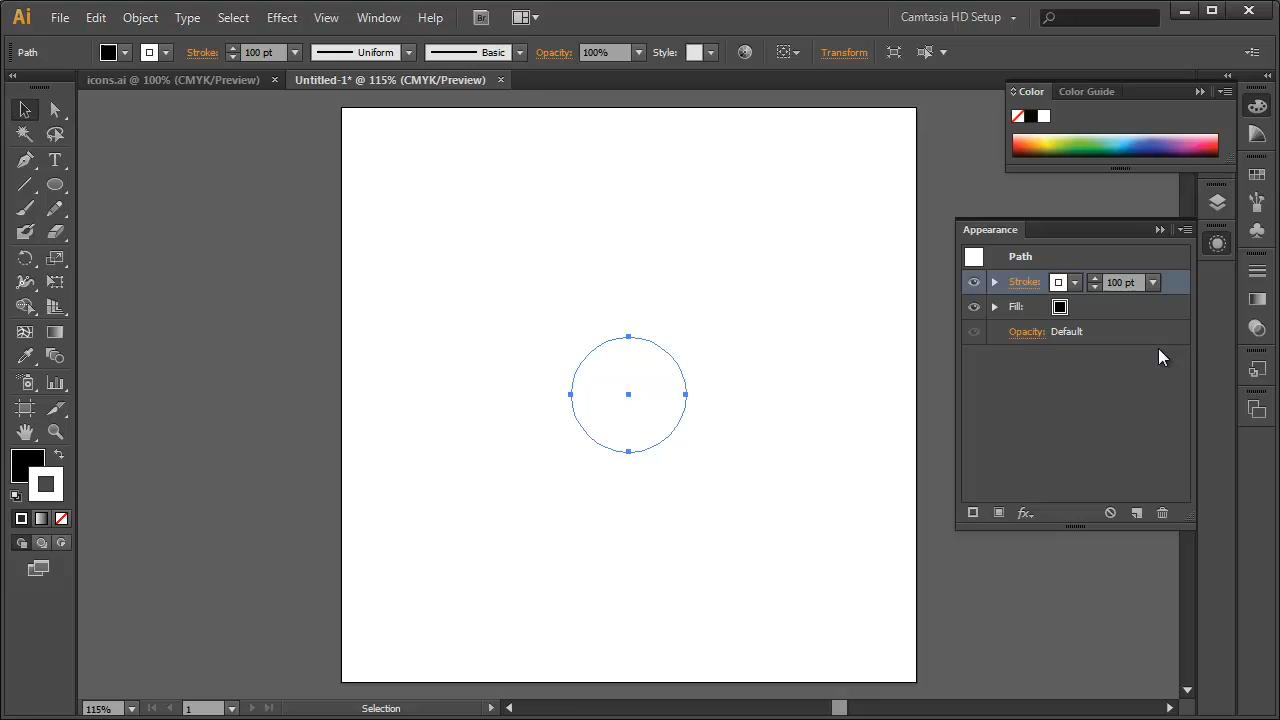 Ai File Edit Object Type Select Effect View Window Help Br Camtasia HD Setup
Path Stroke: 100 pt Uniform Basic Opacity: 100% Style: Transform
icons.ai @ 100% (CMYK/Preview) Untitled-1* @ 115% (CMYK/Preview)
Color Color Guide
Appearance
Path
Stroke: 100 pt
Fill:
Opacity: Default
fx
115% 1 Selection